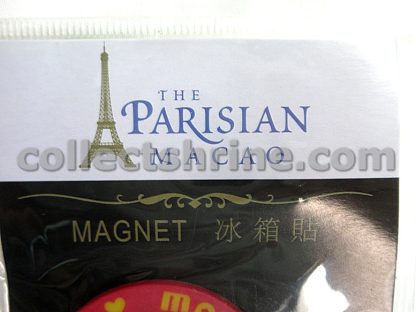 THE
PARISIAN
MACAO
collectshrine.com
MAGNET 冰箱貼